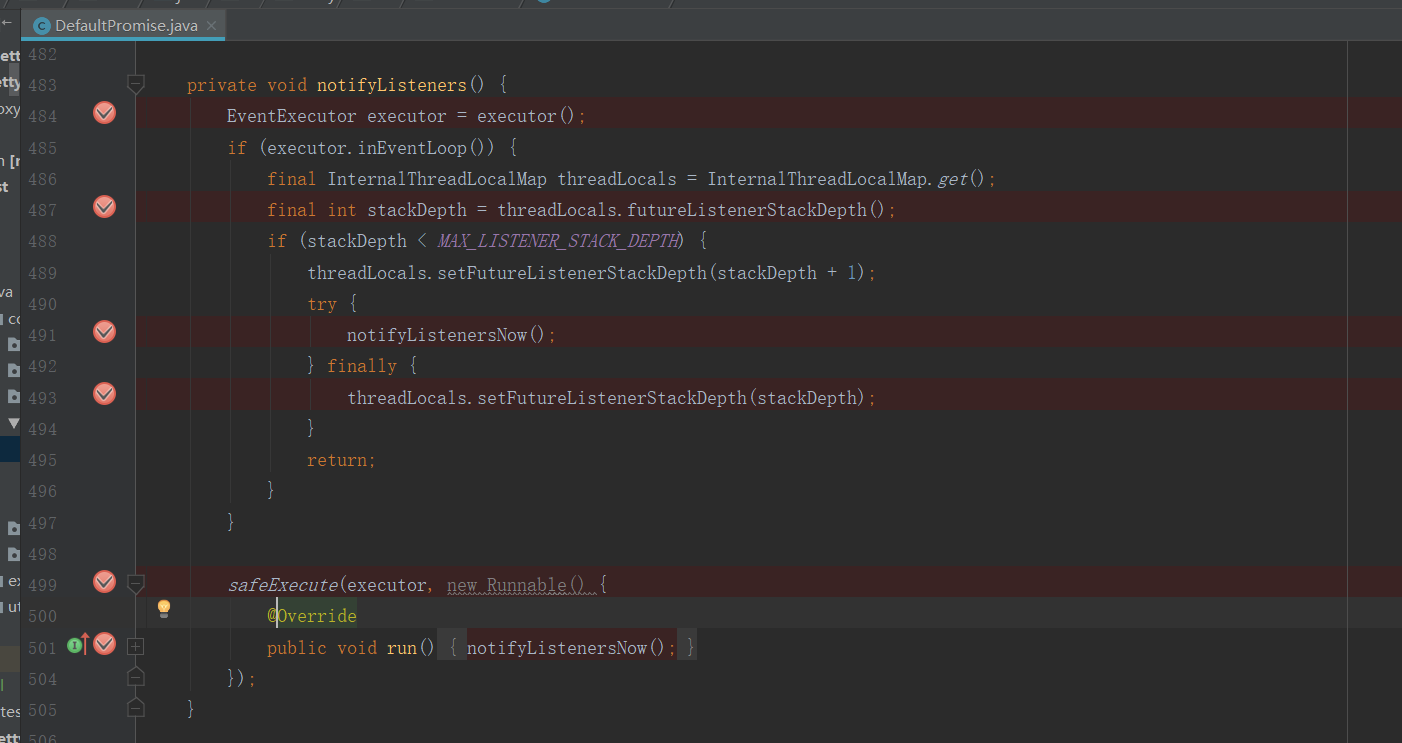 DefaultPromise.java
482
483 private void notifyListeners() {
484 EventExecutor executor = executor();
485 if (executor.inEventLoop()) {
486 final InternalThreadLocalMap threadLocals = InternalThreadLocalMap.get();
487 final int stackDepth = threadLocals.futureListenerStackDepth();
488 if (stackDepth < MAX_LISTENER_STACK_DEPTH) {
489 threadLocals.setFutureListenerStackDepth(stackDepth + 1);
490 try {
491 notifyListenersNow();
492 } finally {
493 threadLocals.setFutureListenerStackDepth(stackDepth);
494 }
495 return;
496 }
497 }
498
499 safeExecute(executor, new Runnable() {
500 @Override
501 public void run() { notifyListenersNow(); }
504 });
505 }
506